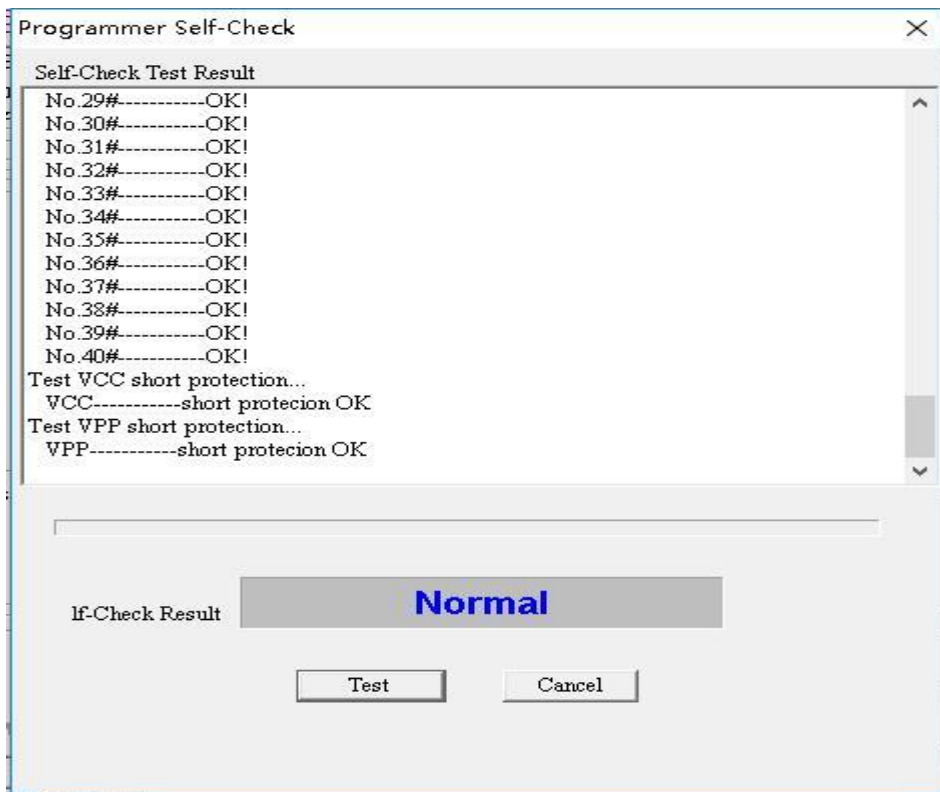 Programmer Self-Check
Self-Check Test Result
No.29#-----------OK!
No.30#-----------OK!
No.31#-----------OK!
No.32#-----------OK!
No.33#-----------OK!
No.34#-----------OK!
No.35#-----------OK!
No.36#-----------OK!
No.37#-----------OK!
No.38#-----------OK!
No.39#-----------OK!
No.40#-----------OK!
Test VCC short protection...
VCC-----------short protecion OK
Test VPP short protection...
VPP-----------short protecion OK
lf-Check Result
Normal
Test
Cancel